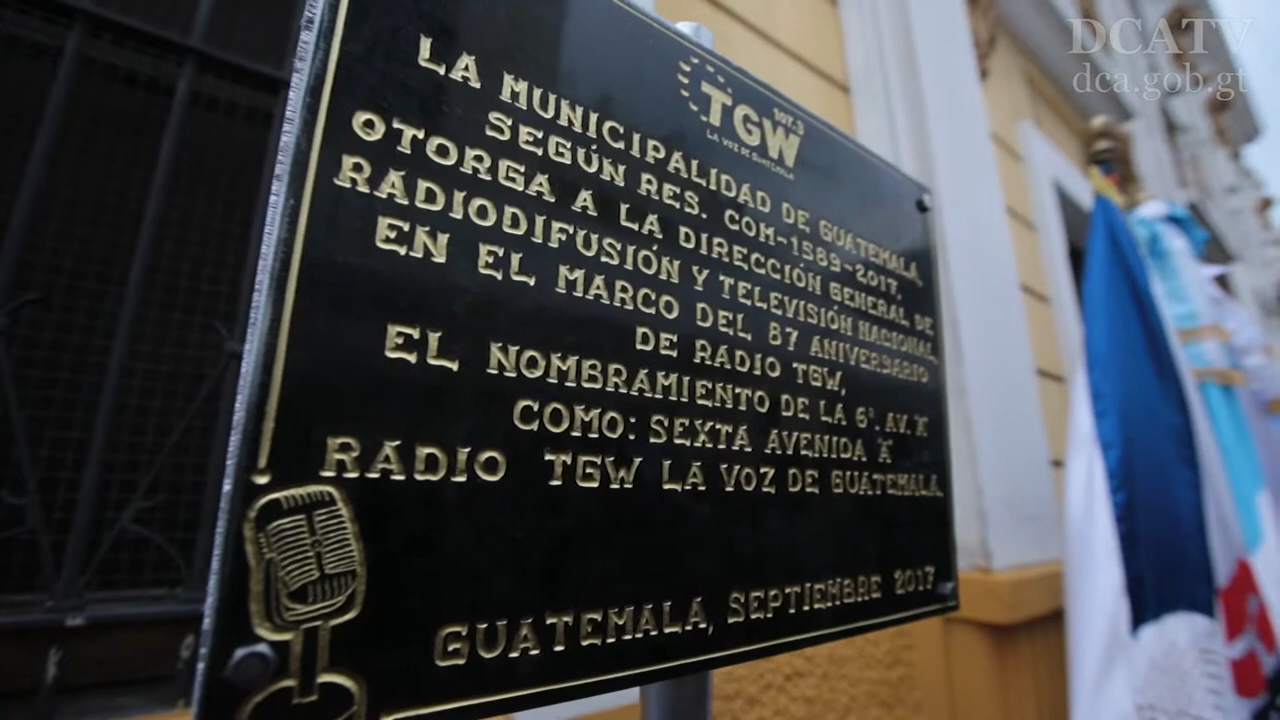 DCATV
dca.gob.gt
107.3
TGW
LA VOZ DE GUATEMALA
LA MUNICIPALIDAD DE GUATEMALA,
SEGÚN RES. COM-1589-2017,
OTORGA A LA DIRECCIÓN GENERAL DE
RADIODIFUSIÓN Y TELEVISIÓN NACIONAL,
EN EL MARCO DEL 87 ANIVERSARIO
DE RADIO TGW,
EL NOMBRAMIENTO DE LA 6ª. AV. "A"
COMO: SEXTA AVENIDA "A"
RADIO TGW LA VOZ DE GUATEMALA.
GUATEMALA, SEPTIEMBRE 2017